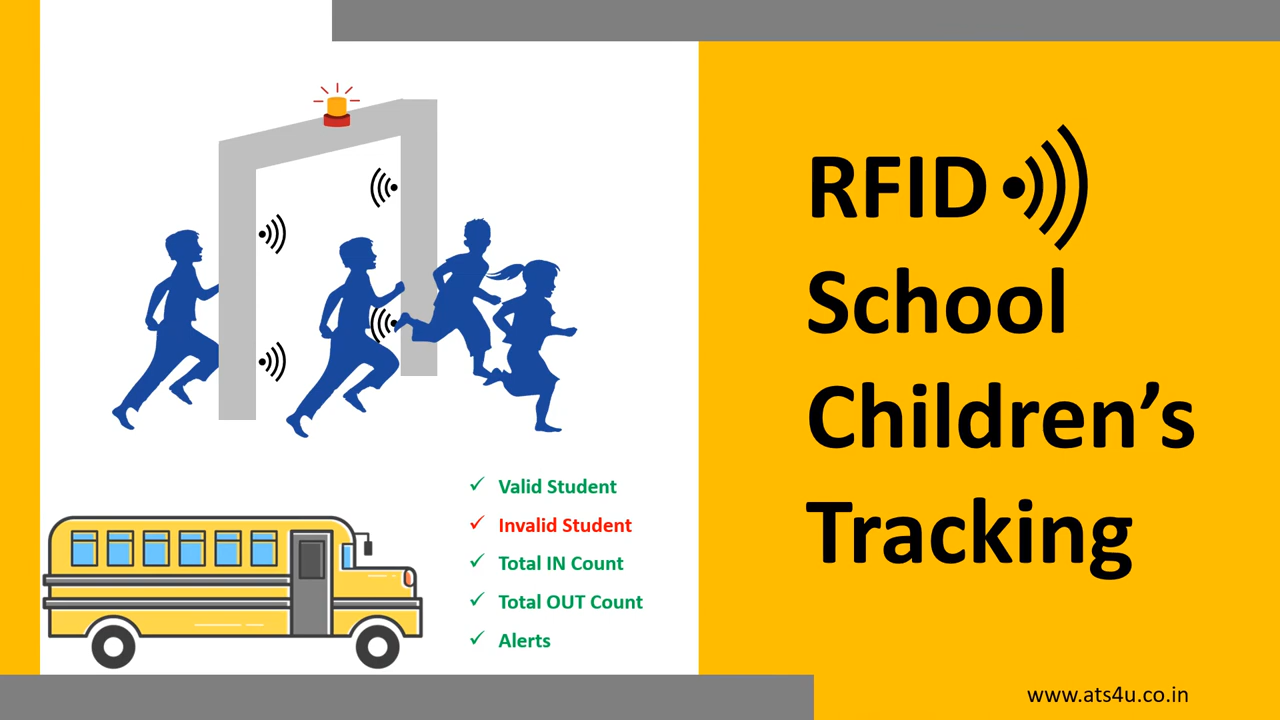 RFID
School
Children’s
Tracking
Valid Student
Invalid Student
Total IN Count
Total OUT Count
Alerts
www.ats4u.co.in